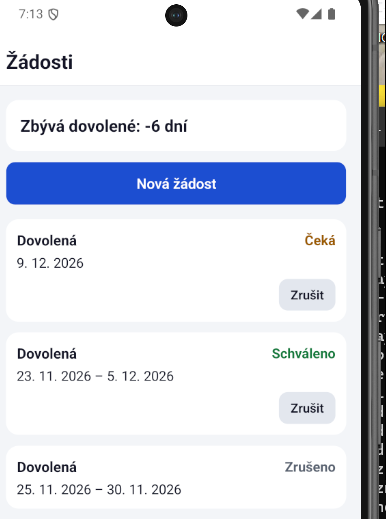 7:13
Žádosti
Zbývá dovolené: -6 dní
Nová žádost
Dovolená
Čeká
9. 12. 2026
Zrušit
Dovolená
Schváleno
23. 11. 2026 – 5. 12. 2026
Zrušit
Dovolená
Zrušeno
25. 11. 2026 – 30. 11. 2026